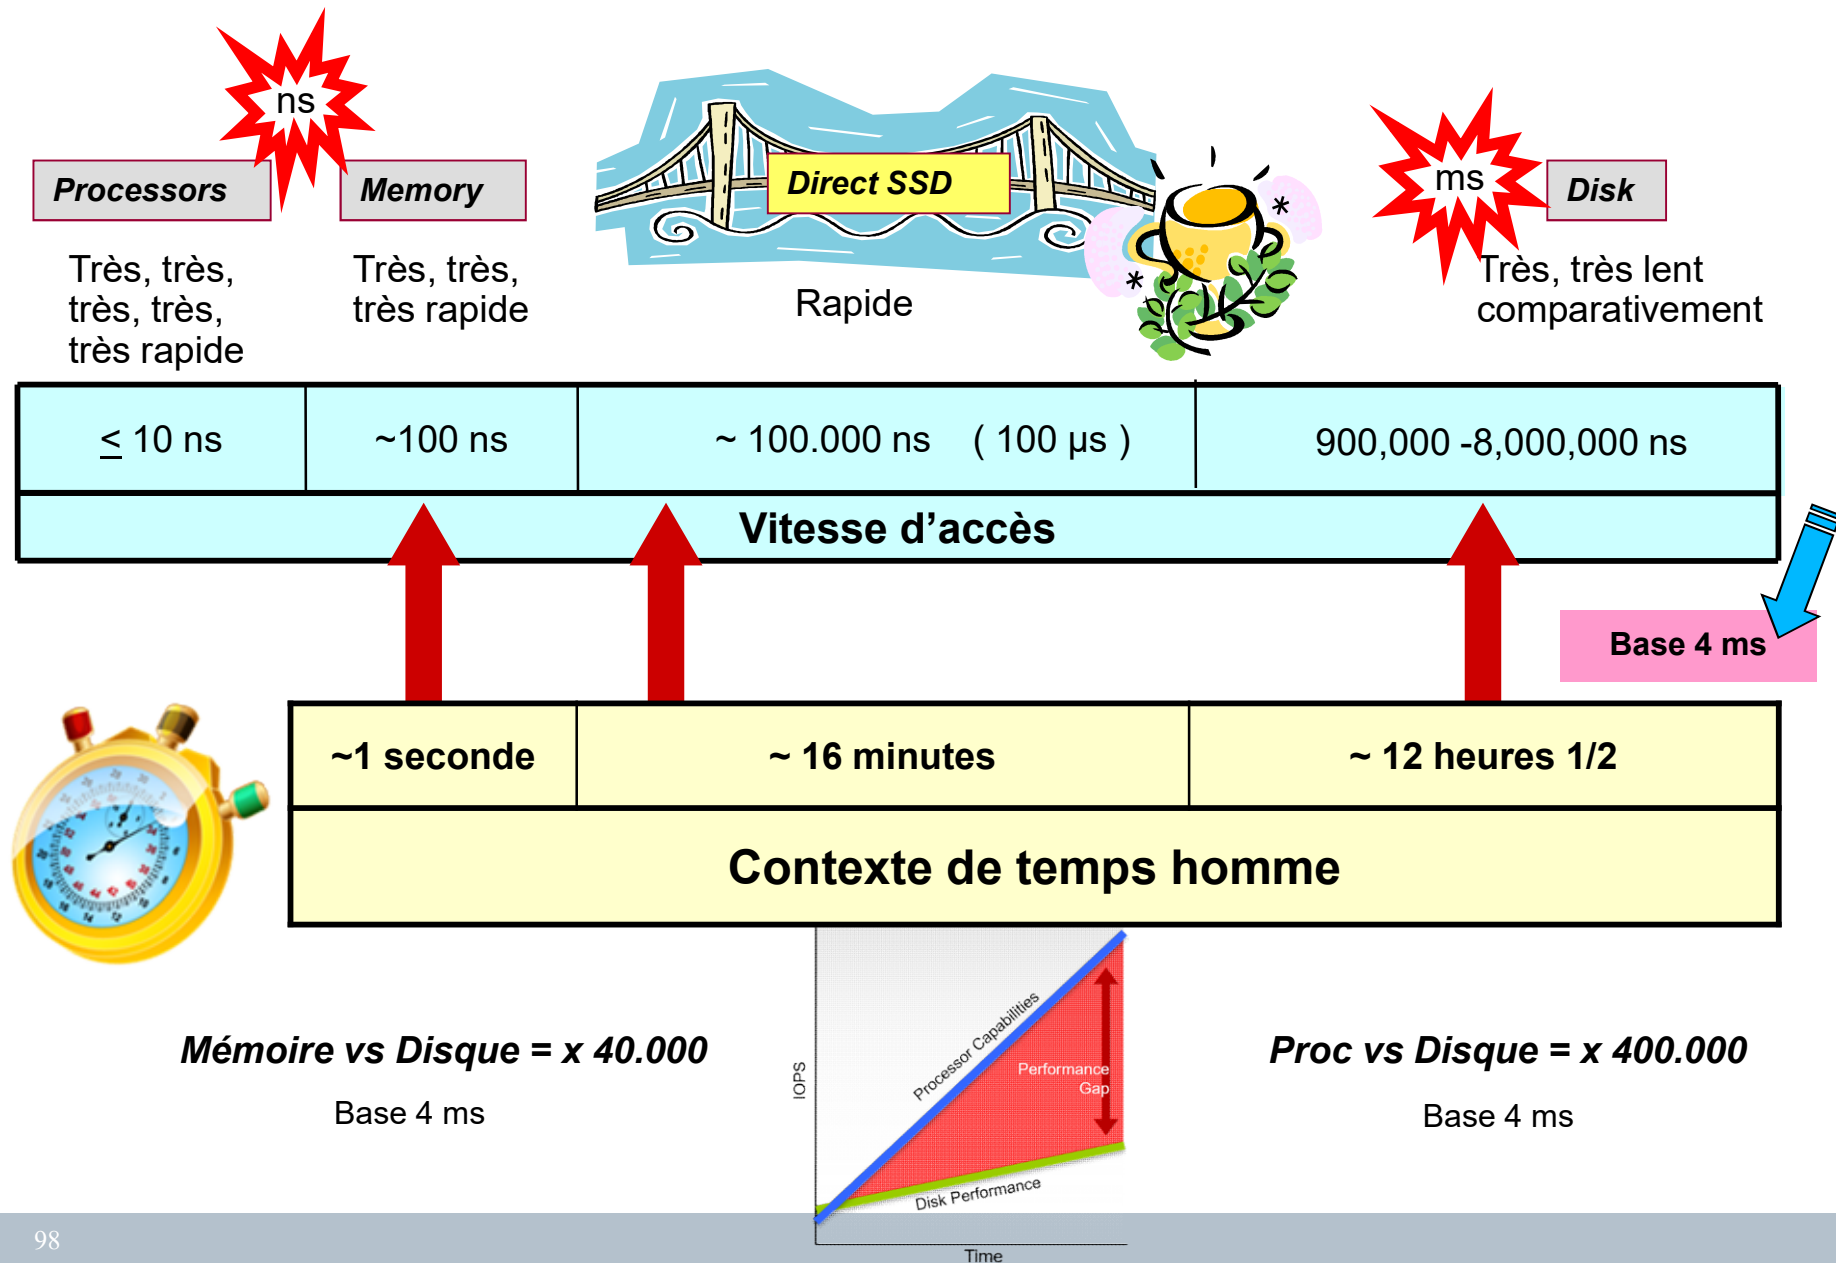 ns
ms
Processors
Memory
Direct SSD
Disk
Très, très,
très, très,
très rapide
Très, très,
très rapide
Rapide
Très, très lent
comparativement
≤ 10 ns
~100 ns
~ 100.000 ns ( 100 µs )
900,000 -8,000,000 ns
Vitesse d’accès
Base 4 ms
~1 seconde
~ 16 minutes
~ 12 heures 1/2
Contexte de temps homme
Mémoire vs Disque = x 40.000
Base 4 ms
IOPS
Processor Capabilities
Performance
Gap
Disk Performance
Time
Proc vs Disque = x 400.000
Base 4 ms
98